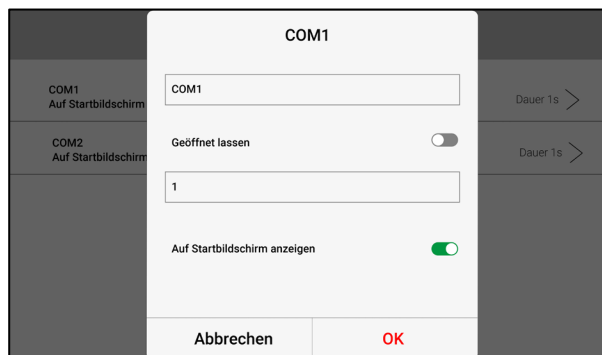 COM1
COM1
Auf Startbildschirm
COM1
Dauer 1s
COM2
Auf Startbildschirm
Geöffnet lassen
Dauer 1s
1
Auf Startbildschirm anzeigen
Abbrechen
OK